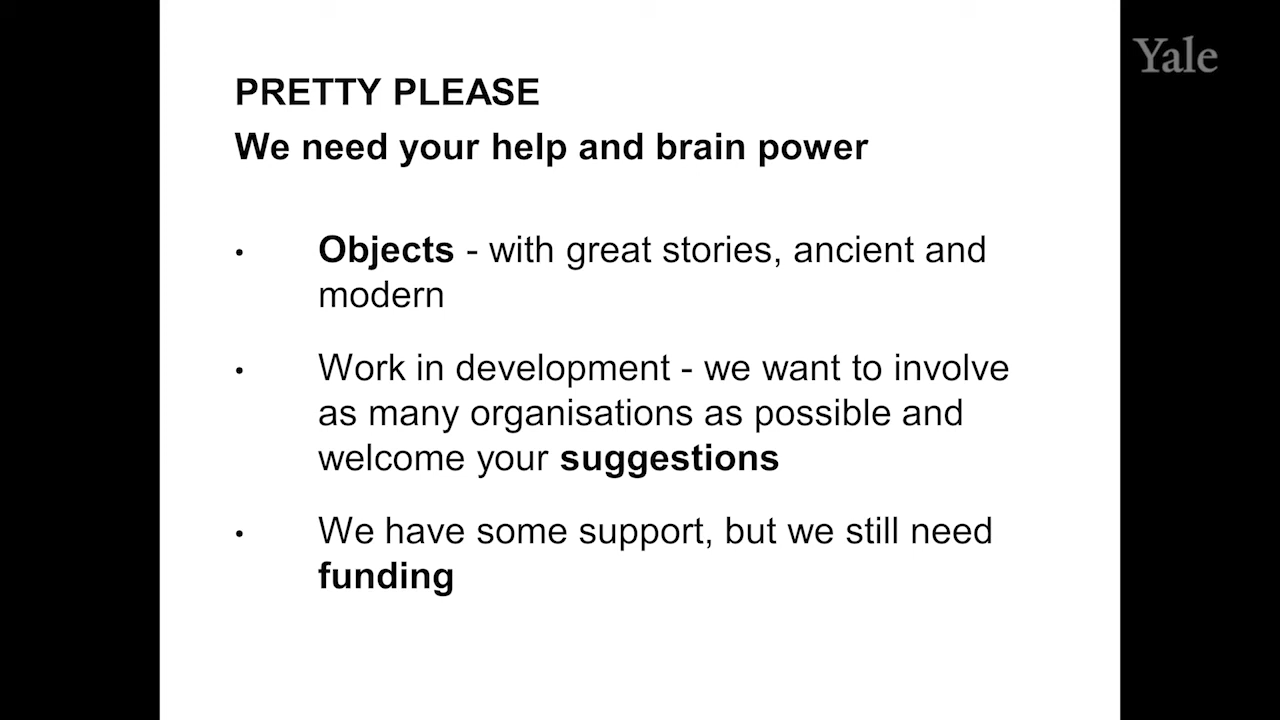 Yale
PRETTY PLEASE
We need your help and brain power
• Objects - with great stories, ancient and
modern
• Work in development - we want to involve
as many organisations as possible and
welcome your suggestions
• We have some support, but we still need
funding